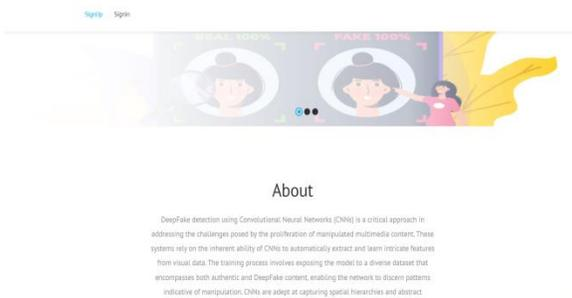 SignUp SignIn
REAL 100% FAKE 100%
About
DeepFake detection using Convolutional Neural Networks (CNNs) is a critical approach in
addressing the challenges posed by the proliferation of manipulated multimedia content. These
systems rely on the inherent ability of CNNs to automatically extract and learn intricate features
from visual data. The training process involves exposing the model to a diverse dataset that
encompasses both authentic and DeepFake content, enabling the network to discern patterns
indicative of manipulation. CNNs are adept at capturing spatial hierarchies and abstract